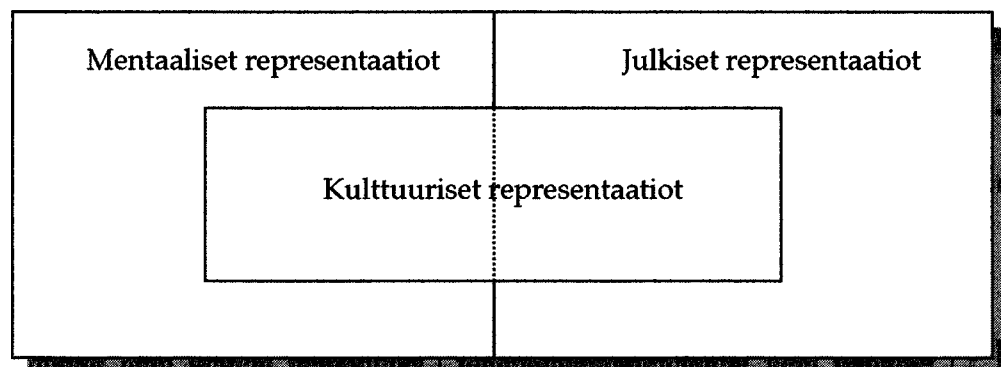 Mentaaliset representaatiot
Julkiset representaatiot
Kulttuuriset representaatiot